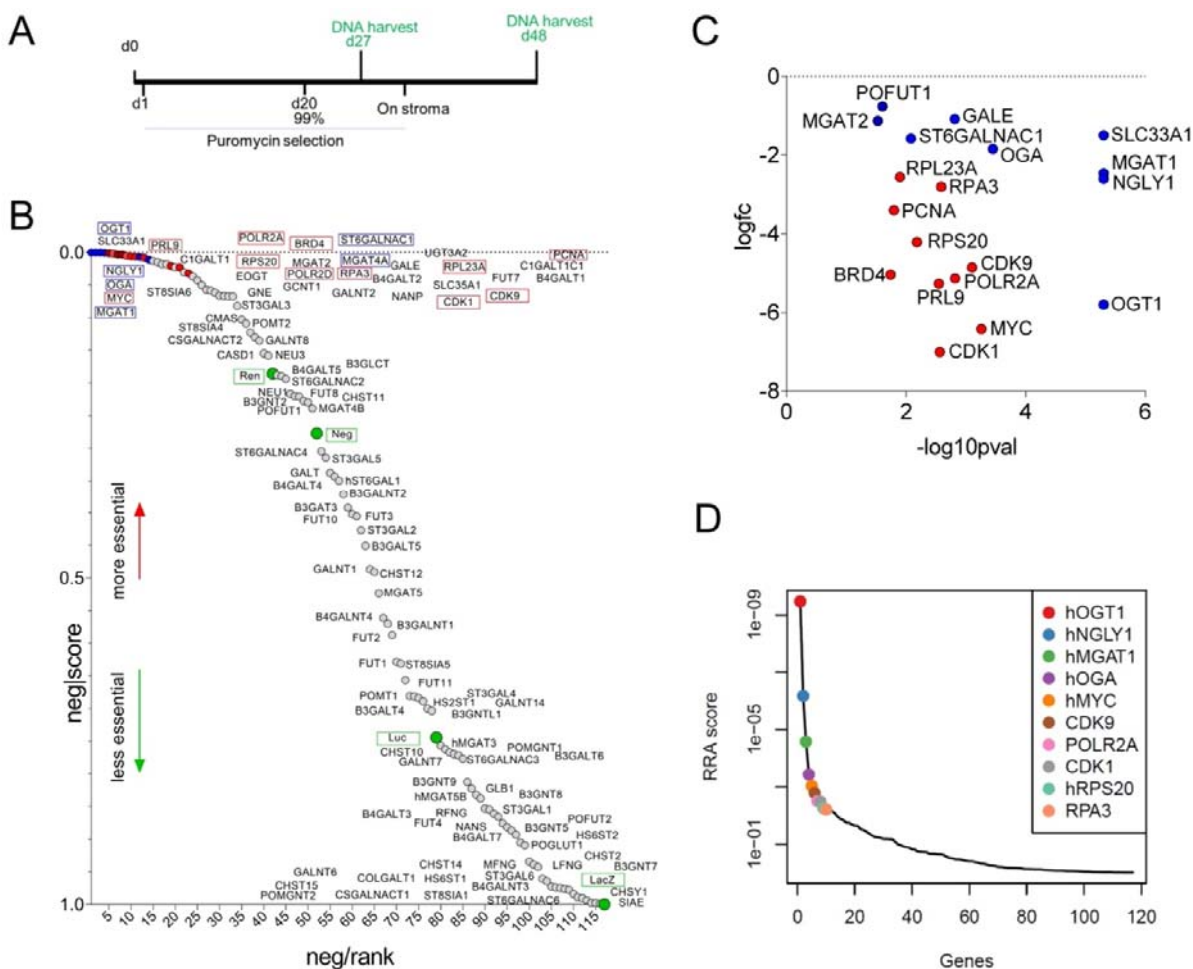 A
DNA harvest
d27
DNA harvest
d48
d0
d1
d20
99%
On stroma
Puromycin selection
B
OGT1
SLC33A1
PRL9
POLR2A
BRD4
ST6GALNAC1
UGT3A2
PCNA
0.0
C1GALT1
RPS20
MGAT2
MGAT4A
GALE
RPL23A
C1GALT1C1
NGLY1
EOGT
POLR2D
RPA3
B4GALT2
FUT7
B4GALT1
OGA
ST8SIA6
GNE
GCNT1
GALNT2
NANP
SLC35A1
MYC
CDK1
CDK9
MGAT1
ST3GAL3
CMAS
POMT2
ST8SIA4
CSGALNACT2
GALNT8
CASD1
NEU3
B3GLCT
Ren
B4GALT5
ST6GALNAC2
NEU1
FUT8
CHST11
B3GNT2
POFUT1
MGAT4B
Neg
ST6GALNAC4
ST3GAL5
GALT
hST6GAL1
B4GALT4
B3GALNT2
B3GAT3
FUT10
FUT3
ST3GAL2
B3GALT5
0.5
GALNT1
CHST12
MGAT5
B4GALNT4
B3GALNT1
FUT2
FUT1
ST8SIA5
FUT11
POMT1
HS2ST1
ST3GAL4
GALNT14
B3GALT4
B3GNTL1
Luc
hMGAT3
CHST10
POMGNT1
GALNT7
ST6GALNAC3
B3GALT6
B3GNT9
GLB1
hMGAT5B
B3GNT8
B4GALT3
RFNG
ST3GAL1
FUT4
NANS
B3GNT5
POFUT2
B4GALT7
HS6ST2
POGLUT1
CHST2
CHST14
MFNG
LFNG
B3GNT7
GALNT6
COLGALT1
HS6ST1
ST3GAL6
LacZ
CHST15
B4GALNT3
POMGNT2
CSGALNACT1
ST8SIA1
ST6GALNAC6
CHSY1
SIAE
1.0
more essential
less essential
neg|score
5 10 15 20 25 30 35 40 45 50 55 60 65 70 75 80 85 90 95 100 105 110 115
neg/rank
C
0
-2
-4
-6
-8
logfc
POFUT1
MGAT2
GALE
ST6GALNAC1
OGA
SLC33A1
MGAT1
NGLY1
RPL23A
RPA3
PCNA
RPS20
CDK9
BRD4
POLR2A
PRL9
OGT1
MYC
CDK1
0 2 4 6
-log10pval
D
1e-09
1e-05
1e-01
RRA score
hOGT1
hNGLY1
hMGAT1
hOGA
hMYC
CDK9
POLR2A
CDK1
hRPS20
RPA3
0 20 40 60 80 100 120
Genes